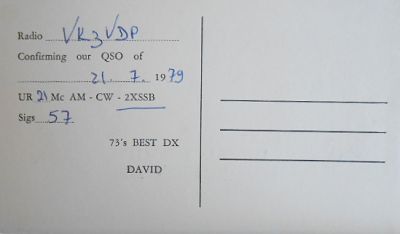 Radio VK3VDP
Confirming our QSO of
21. 7. 1979
UR 21 Mc AM - CW - 2XSSB
Sigs 57
73's BEST DX
DAVID